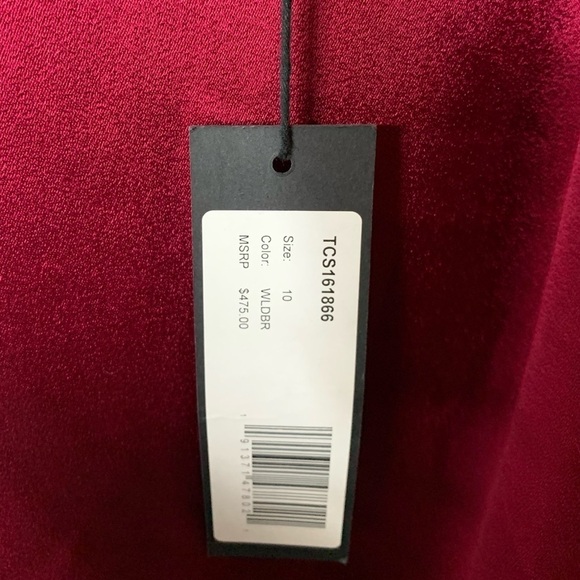 TCS161866
Size: 10
Color: WLDBR
MSRP $475.00